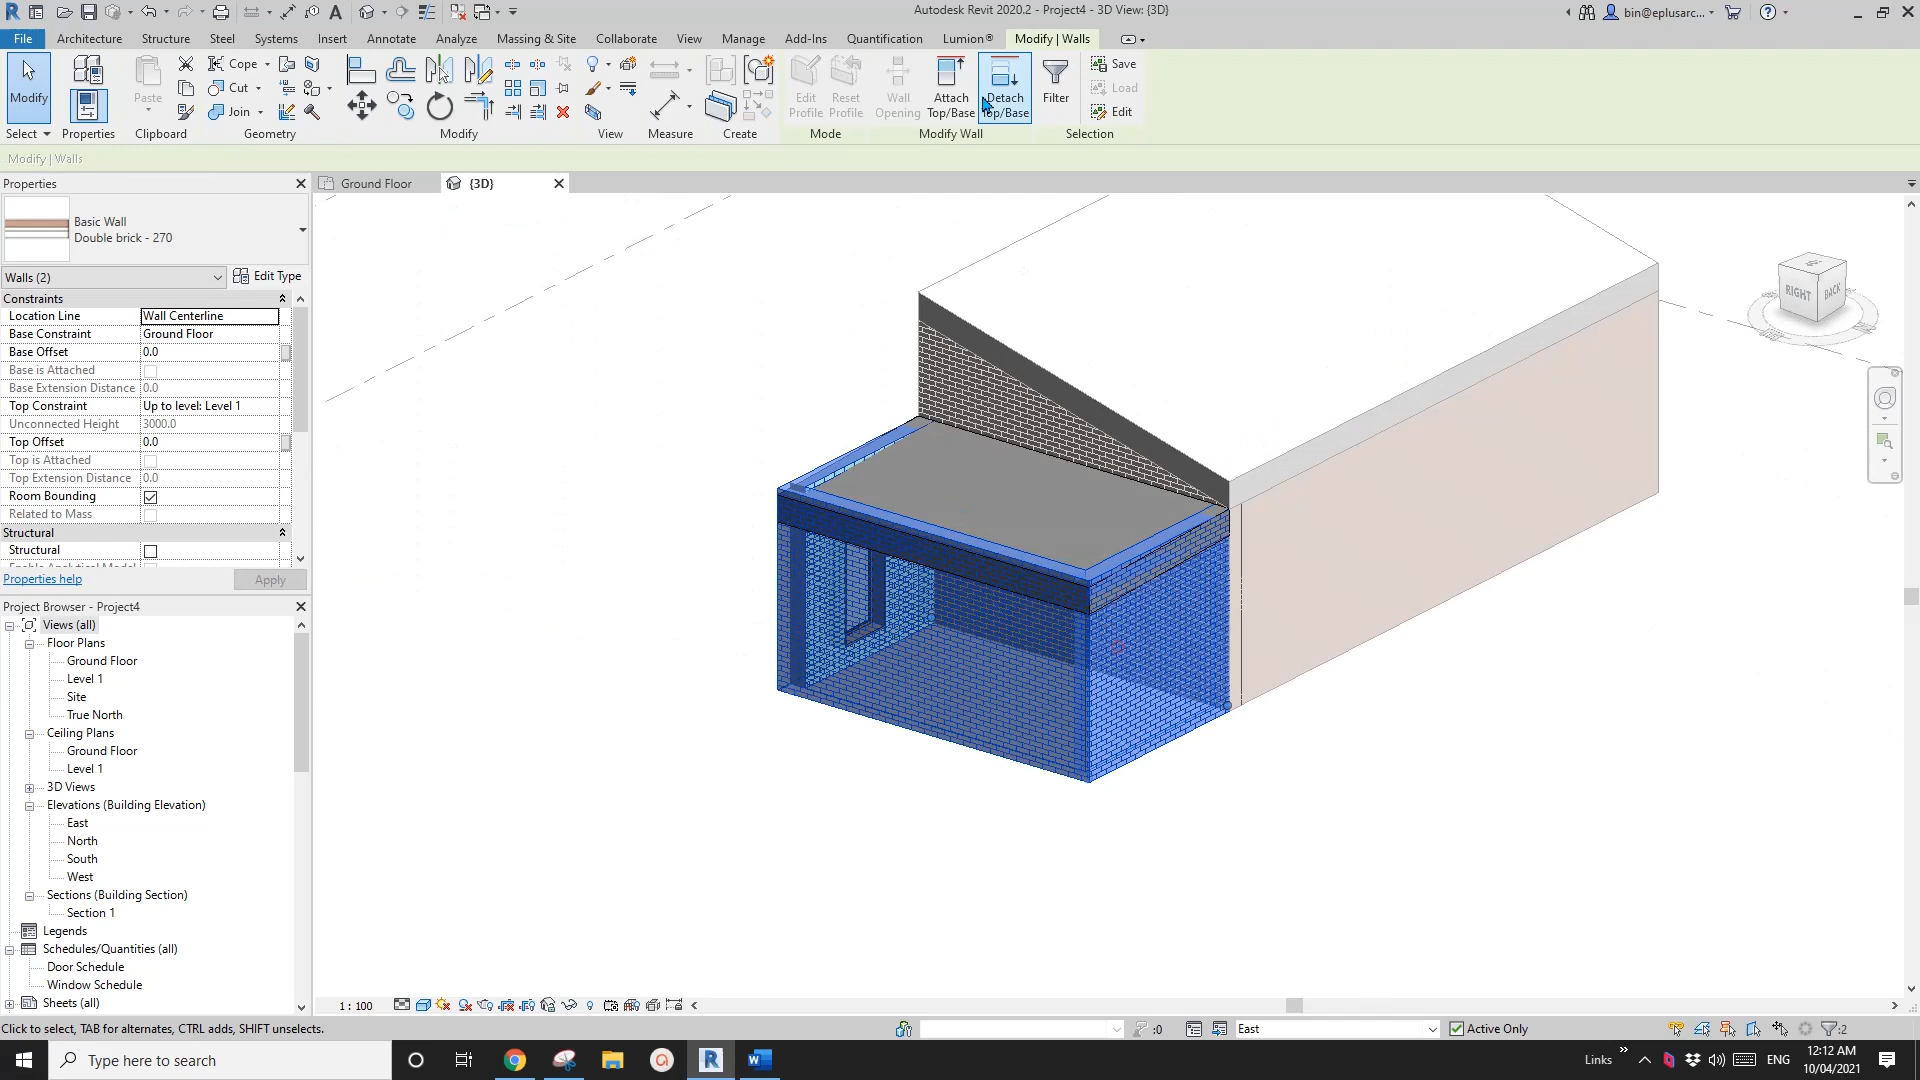 Autodesk Revit 2020.2 - Project4 - 3D View: {3D}
bin@eplusarc...
File Architecture Structure Steel Systems Insert Annotate Analyze Massing & Site Collaborate View Manage Add-Ins Quantification Lumion® Modify | Walls
Modify
Properties
Paste
Cope
Cut
Join
Edit Profile
Reset Profile
Wall Opening
Attach Top/Base
Detach Top/Base
Filter
Save
Load
Edit
Select Properties Clipboard Geometry Modify View Measure Create Mode Modify Wall Selection
Modify | Walls
Properties
Ground Floor
{3D}
Basic Wall
Double brick - 270
Walls (2)
Edit Type
Constraints
Location Line Wall Centerline
Base Constraint Ground Floor
Base Offset 0.0
Base is Attached
Base Extension Distance 0.0
Top Constraint Up to level: Level 1
Unconnected Height 3000.0
Top Offset 0.0
Top is Attached
Top Extension Distance 0.0
Room Bounding
Related to Mass
Structural
Structural
Properties help Apply
RIGHT
BACK
Project Browser - Project4
Views (all)
Floor Plans
Ground Floor
Level 1
Site
True North
Ceiling Plans
Ground Floor
Level 1
3D Views
Elevations (Building Elevation)
East
North
South
West
Sections (Building Section)
Section 1
Legends
Schedules/Quantities (all)
Door Schedule
Window Schedule
Sheets (all)
1 : 100
Click to select, TAB for alternates, CTRL adds, SHIFT unselects.
:0
East
Active Only
:2
Type here to search
Links
ENG
12:12 AM
10/04/2021